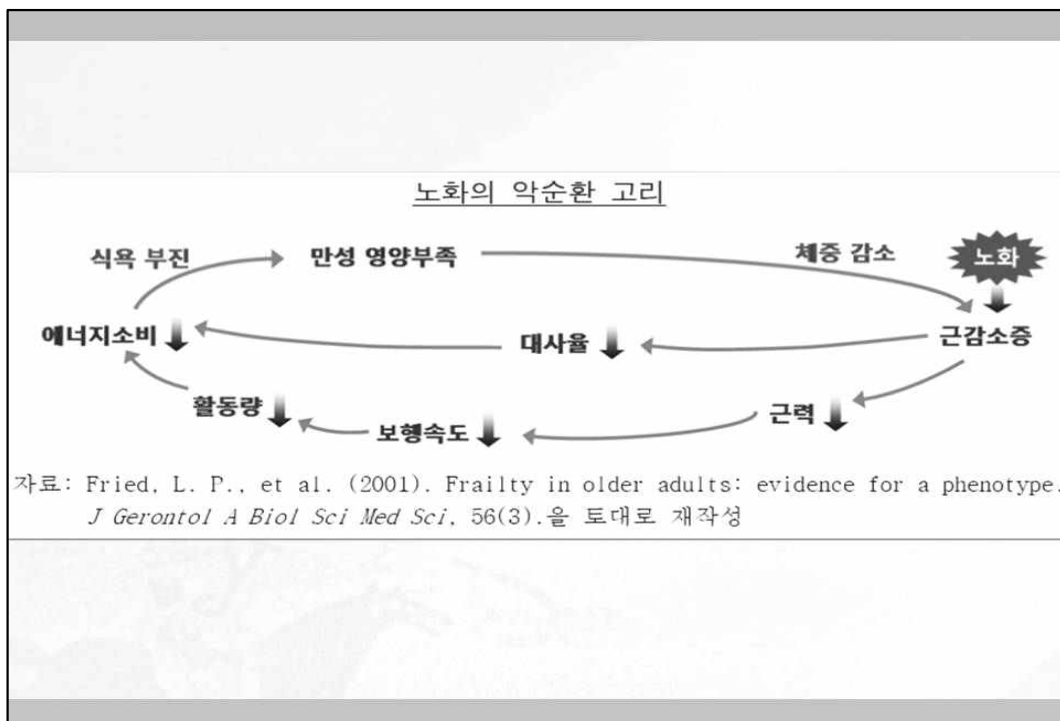 노화의 악순환 고리
식욕 부진
만성 영양부족
체중 감소
노화
에너지소비
대사율
근감소증
활동량
보행속도
근력
자료: Fried, L. P., et al. (2001). Frailty in older adults: evidence for a phenotype.
J Gerontol A Biol Sci Med Sci, 56(3).을 토대로 재작성